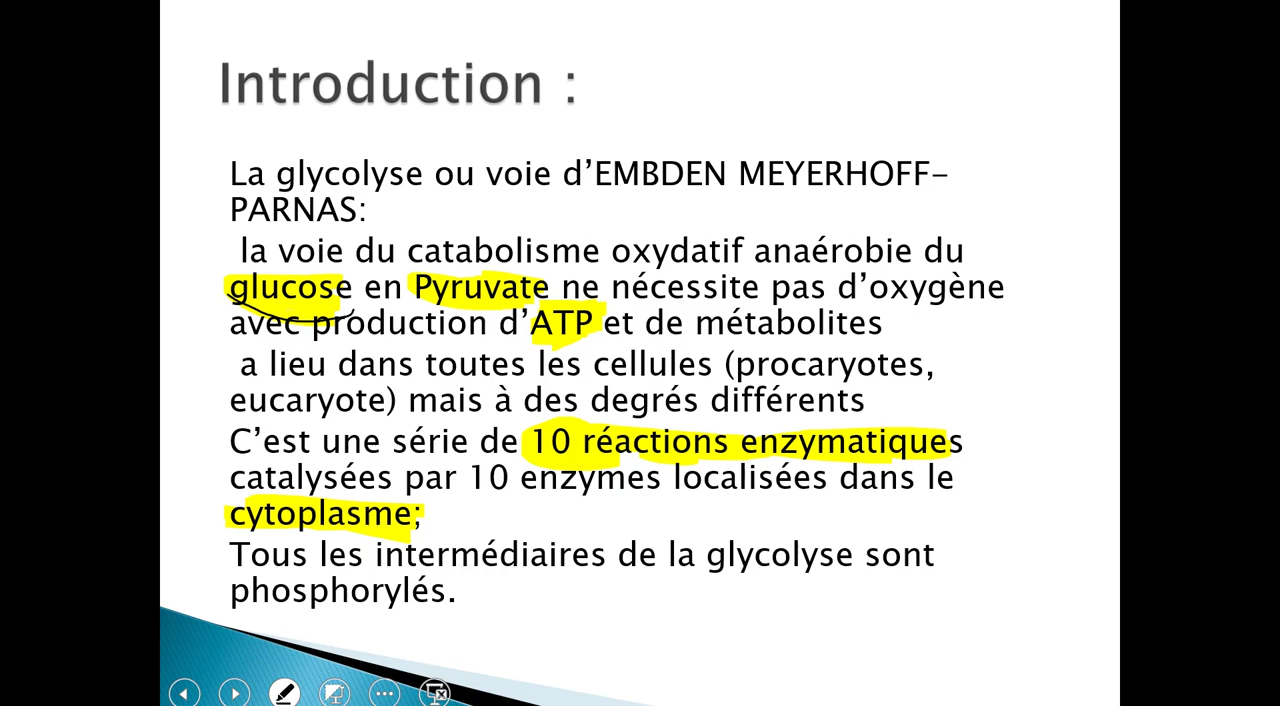 Introduction :
La glycolyse ou voie d’EMBDEN MEYERHOFF-
PARNAS:
la voie du catabolisme oxydatif anaérobie du
glucose en Pyruvate ne nécessite pas d’oxygène
avec production d’ATP et de métabolites
a lieu dans toutes les cellules (procaryotes,
eucaryote) mais à des degrés différents
C’est une série de 10 réactions enzymatiques
catalysées par 10 enzymes localisées dans le
cytoplasme;
Tous les intermédiaires de la glycolyse sont
phosphorylés.